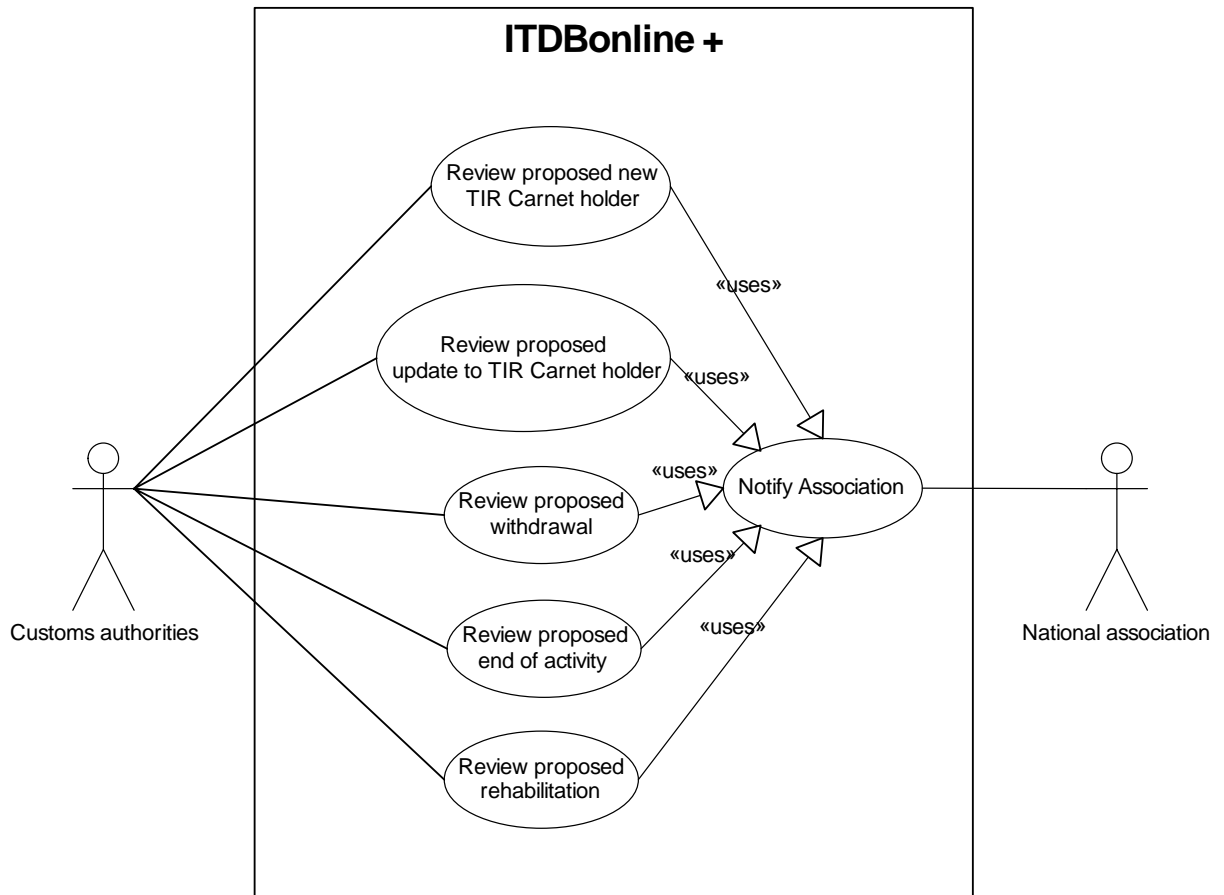 ITDBonline +
Review proposed new
TIR Carnet holder
«uses»
Review proposed
update to TIR Carnet holder
«uses»
«uses»
Review proposed
withdrawal
Notify Association
«uses»
Review proposed
end of activity
«uses»
Customs authorities
National association
Review proposed
rehabilitation